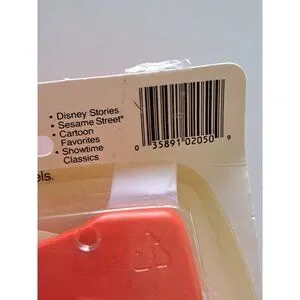 • Disney Stories
• Sesame Street®
• Cartoon
Favorites
• Showtime
Classics
els.
0 35891 02050 9